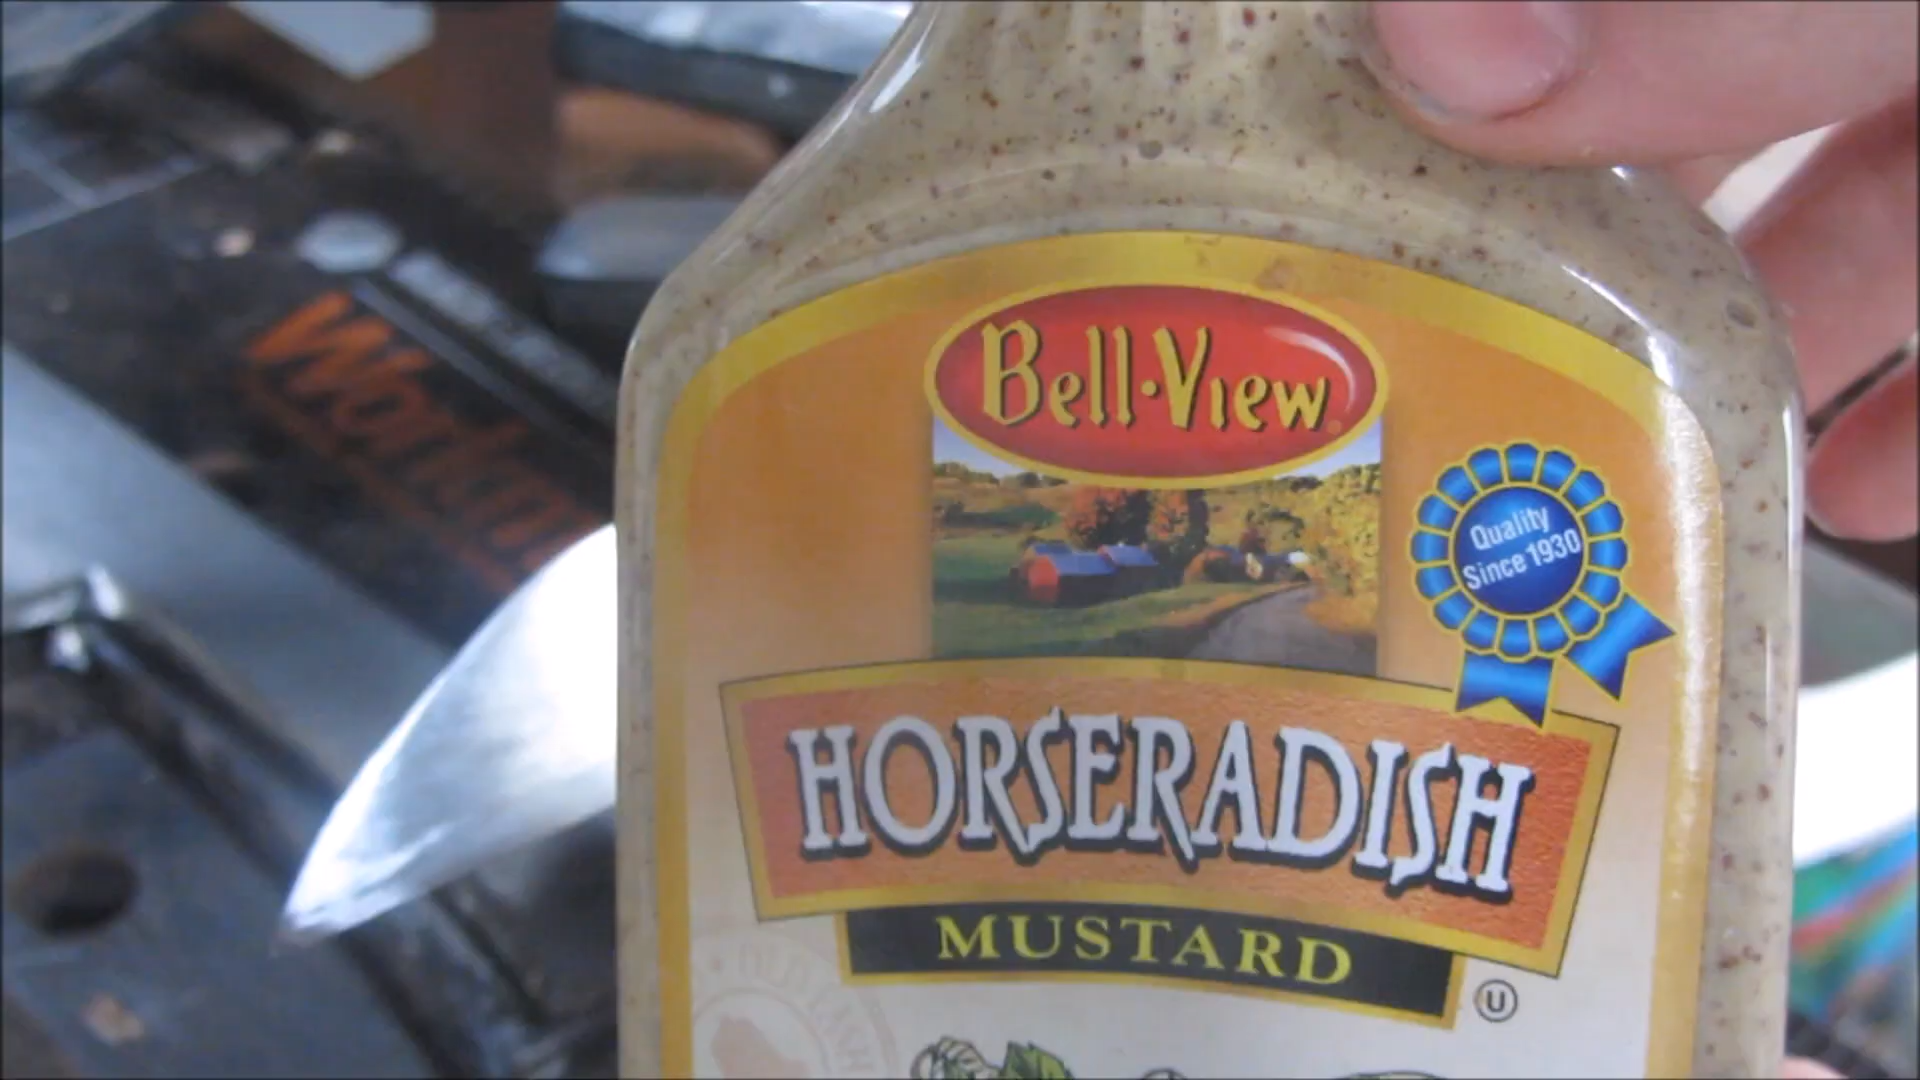 Bell·View
Quality
Since 1930
HORSERADISH
MUSTARD
U